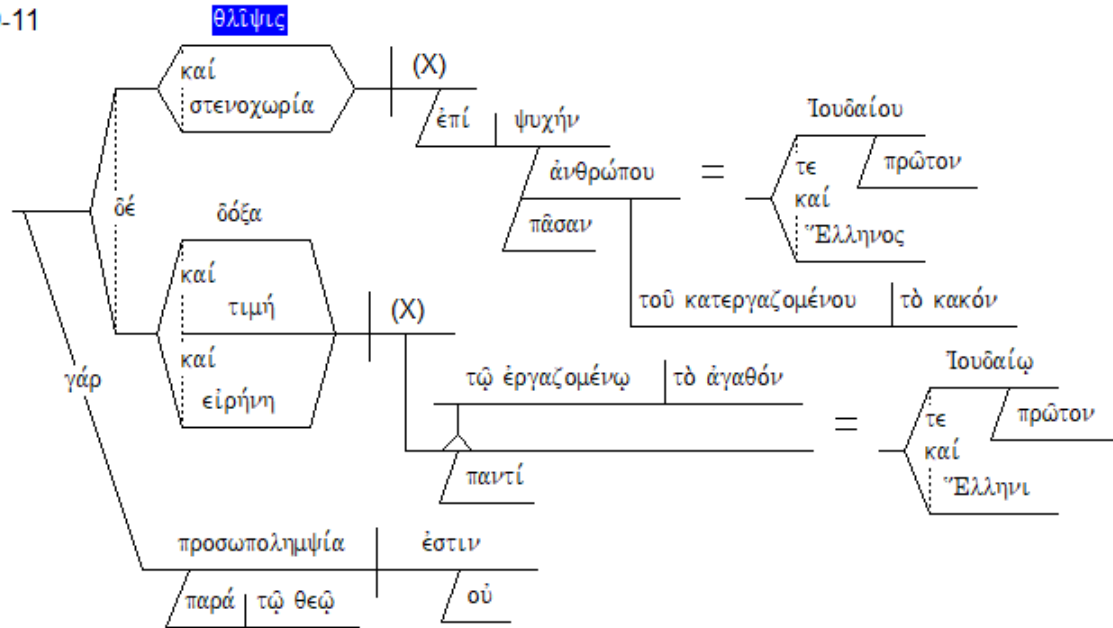 -11
θλῖψις
καί
(X)
στενοχωρία
ἐπί ψυχήν
Ἰουδαίου
τε πρῶτον
ἀνθρώπου =
καί
πᾶσαν
Ἕλληνος
δέ
δόξα
καί
τιμή
(X)
τοῦ κατεργαζομένου τὸ κακόν
καί
γάρ
εἰρήνη
τῷ ἐργαζομένῳ τὸ ἀγαθόν
Ἰουδαίῳ
τε πρῶτον
=
καί
παντί
Ἕλληνι
προσωπολημψία ἐστιν
παρά τῷ θεῷ οὐ